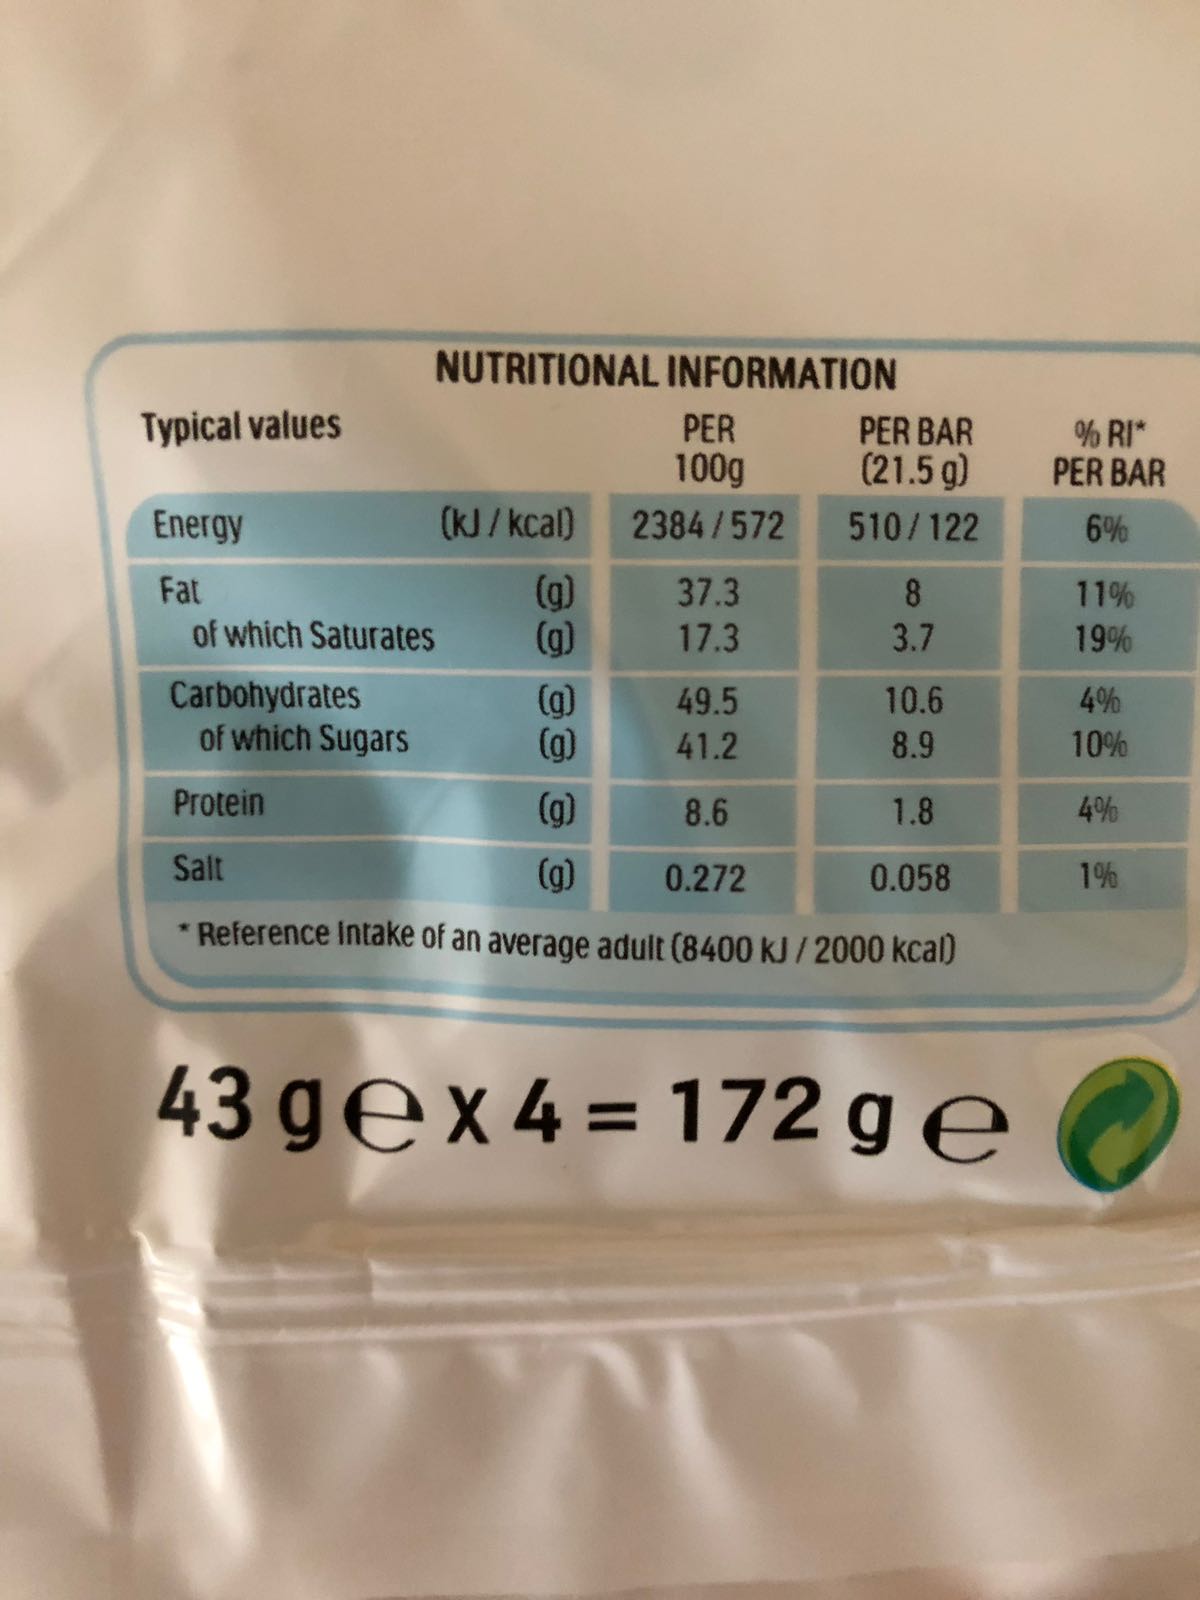 NUTRITIONAL INFORMATION
Typical values PER 100g PER BAR (21.5 g) % RI* PER BAR
Energy (kJ / kcal) 2384 / 572 510 / 122 6%
Fat (g) 37.3 8 11%
of which Saturates (g) 17.3 3.7 19%
Carbohydrates (g) 49.5 10.6 4%
of which Sugars (g) 41.2 8.9 10%
Protein (g) 8.6 1.8 4%
Salt (g) 0.272 0.058 1%
* Reference Intake of an average adult (8400 kJ / 2000 kcal)
43 g e x 4 = 172 g e